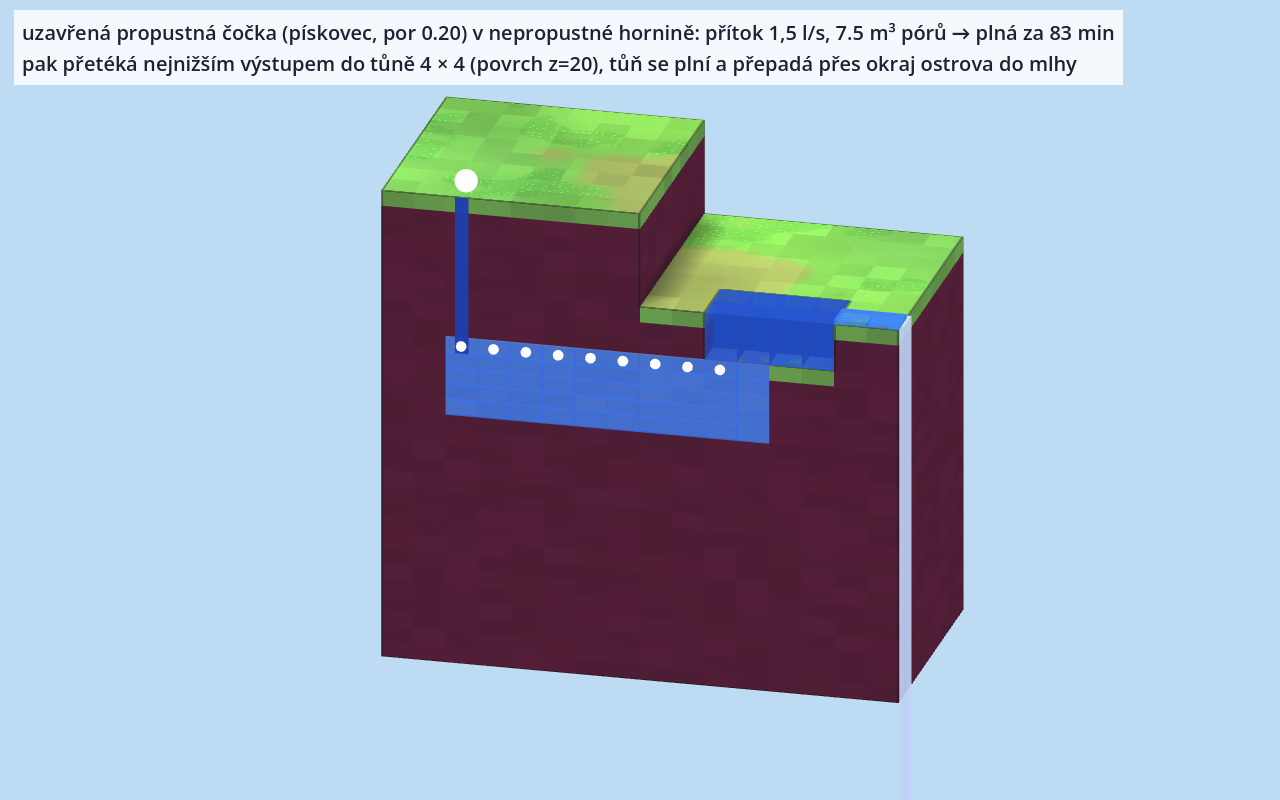 uzavřená propustná čočka (pískovec, por 0.20) v nepropustné hornině: přítok 1,5 l/s, 7.5 m³ pórů → plná za 83 min
pak přetéká nejnižším výstupem do tůně 4 × 4 (povrch z=20), tůň se plní a přepadá přes okraj ostrova do mlhy